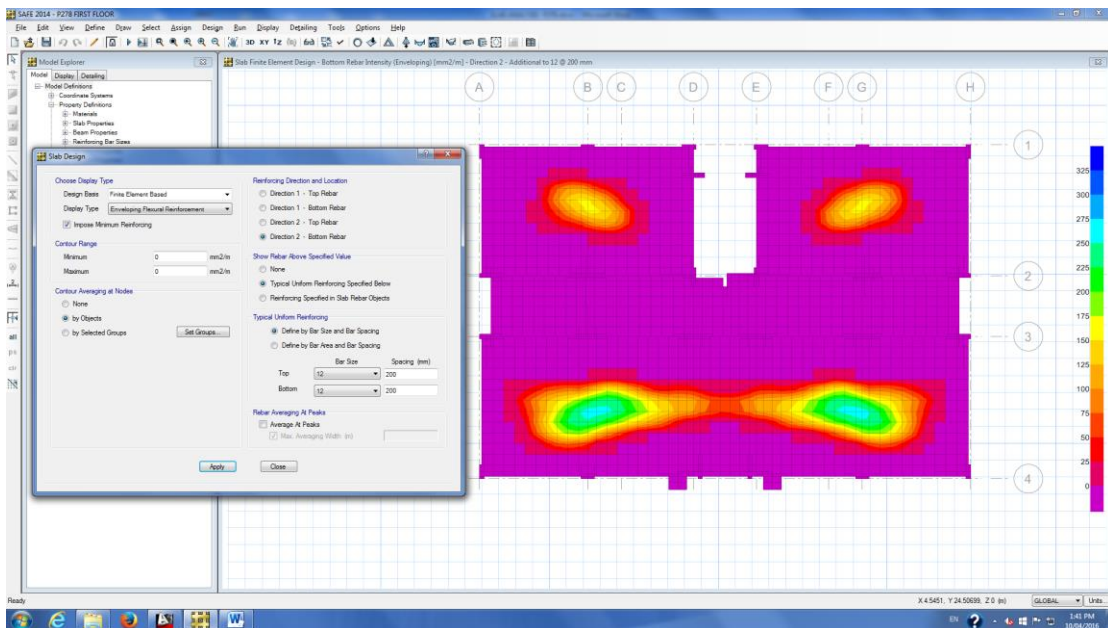 SAFE 2014 - P278 FIRST FLOOR
File Edit View Define Draw Select Assign Design Run Display Detailing Tools Options Help
3D XY
Model Explorer
Model Display Detailing
Model Definitions
Coordinate Systems
Property Definitions
Materials
Slab Properties
Beam Properties
Reinforcing Bar Sizes
Slab Finite Element Design - Bottom Rebar Intensity (Enveloping) [mm2/m] - Direction 2 - Additional to 12 @ 200 mm
A B C D E F G H
1
2
3
4
325
300
275
250
225
200
175
150
125
100
75
50
25
0
Slab Design
Choose Display Type
Design Basis Finite Element Based
Display Type Enveloping Flexural Reinforcement
Impose Minimum Reinforcing
Contour Range
Minimum 0 mm2/m
Maximum 0 mm2/m
Contour Averaging at Nodes
None
by Objects
by Selected Groups Set Groups...
Reinforcing Direction and Location
Direction 1 - Top Rebar
Direction 1 - Bottom Rebar
Direction 2 - Top Rebar
Direction 2 - Bottom Rebar
Show Rebar Above Specified Value
None
Typical Uniform Reinforcing Specified Below
Reinforcing Specified in Slab Rebar Objects
Typical Uniform Reinforcing
Define by Bar Size and Bar Spacing
Define by Bar Area and Bar Spacing
Bar Size Spacing (mm)
Top 12 200
Bottom 12 200
Rebar Averaging At Peaks
Average At Peaks
Max. Averaging Width (m)
Apply Close
all
ps
clr
Ready
X 4.5451, Y 24.50699, Z 0 (m) GLOBAL Units...
EN 1:41 PM
10/04/2016